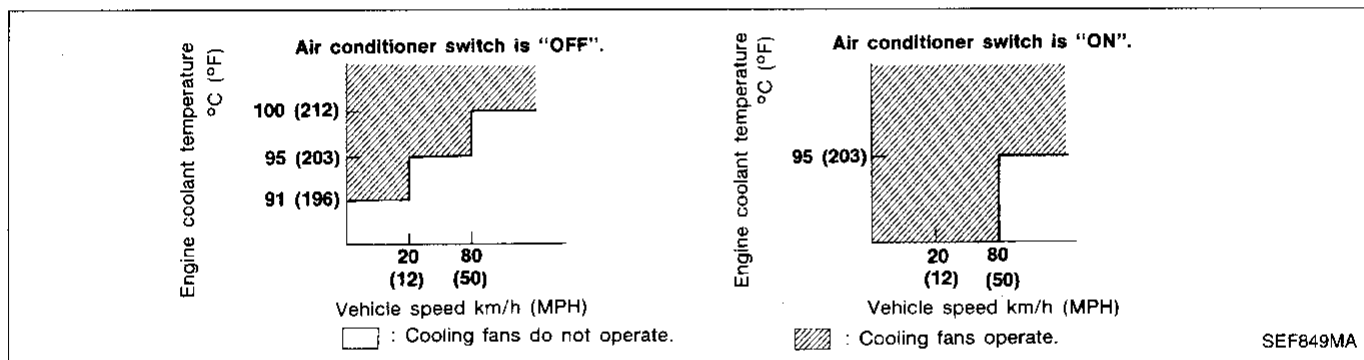 Air conditioner switch is "OFF".
Engine coolant temperature
°C (°F)
100 (212)
95 (203)
91 (196)
20
(12)
80
(50)
Vehicle speed km/h (MPH)
: Cooling fans do not operate.
Air conditioner switch is "ON".
Engine coolant temperature
°C (°F)
95 (203)
20
(12)
80
(50)
Vehicle speed km/h (MPH)
: Cooling fans operate.
SEF849MA